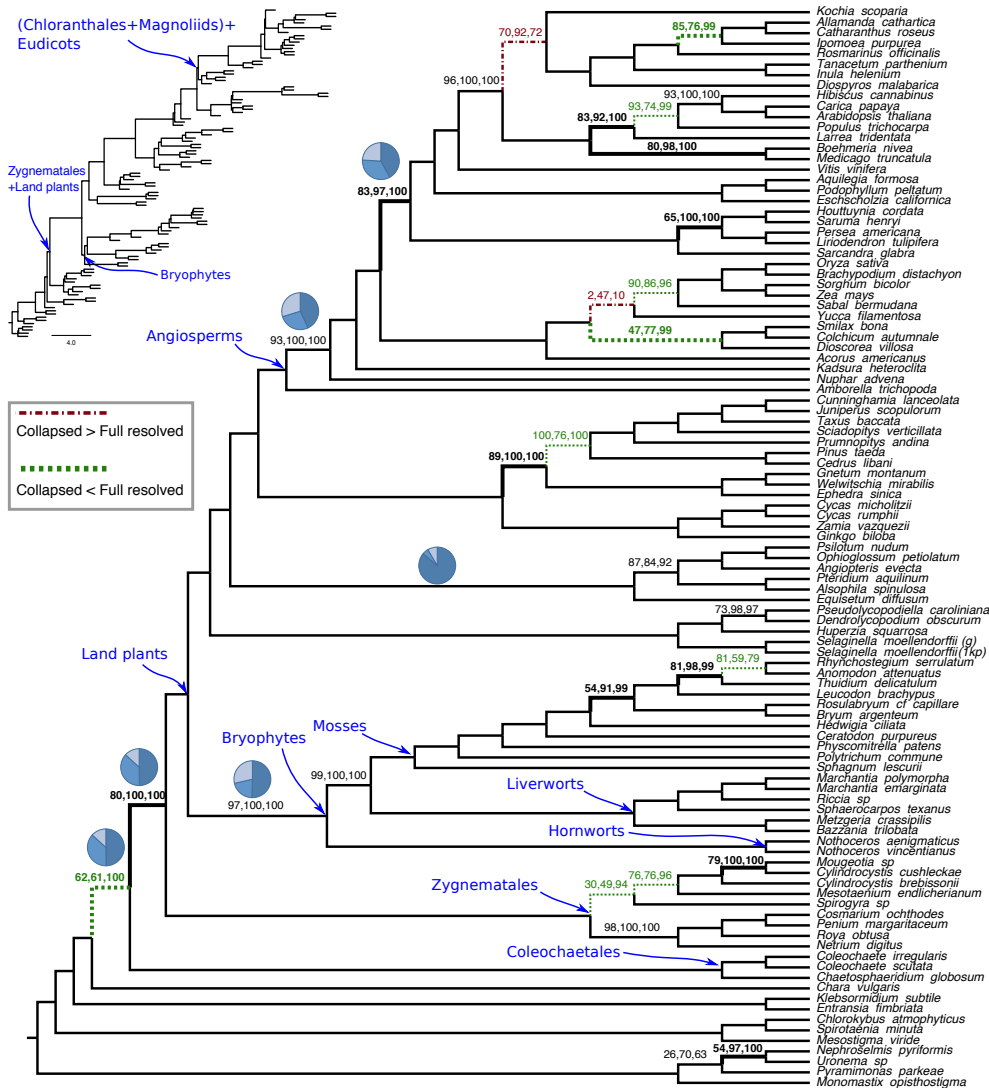 (Chloranthales+Magnoliids)+
Eudicots
Zygnematales
+Land plants
Bryophytes
4.0
Angiosperms
Collapsed > Full resolved
Collapsed < Full resolved
Land plants
Bryophytes
Mosses
Liverworts
Hornworts
Zygnematales
Coleochaetales
70,92,72
85,76,99
96,100,100
93,100,100
93,74,99
83,92,100
80,98,100
83,97,100
65,100,100
90,86,96
2,47,10
47,77,99
93,100,100
100,76,100
89,100,100
87,84,92
73,98,97
81,59,79
81,98,99
54,91,99
99,100,100
97,100,100
80,100,100
62,61,100
79,100,100
76,76,96
30,49,94
98,100,100
54,97,100
26,70,63
Kochia scoparia
Allamanda cathartica
Catharanthus roseus
Ipomoea purpurea
Rosmarinus officinalis
Tanacetum parthenium
Inula helenium
Diospyros malabarica
Hibiscus cannabinus
Carica papaya
Arabidopsis thaliana
Populus trichocarpa
Larrea tridentata
Boehmeria nivea
Medicago truncatula
Vitis vinifera
Aquilegia formosa
Podophyllum peltatum
Eschscholzia californica
Houttuynia cordata
Saruma henryi
Persea americana
Liriodendron tulipifera
Sarcandra glabra
Oryza sativa
Brachypodium distachyon
Sorghum bicolor
Zea mays
Sabal bermudana
Yucca filamentosa
Smilax bona
Colchicum autumnale
Dioscorea villosa
Acorus americanus
Kadsura heteroclita
Nuphar advena
Amborella trichopoda
Cunninghamia lanceolata
Juniperus scopulorum
Taxus baccata
Sciadopitys verticillata
Prumnopitys andina
Pinus taeda
Cedrus libani
Gnetum montanum
Welwitschia mirabilis
Ephedra sinica
Cycas micholitzii
Cycas rumphii
Zamia vazquezii
Ginkgo biloba
Psilotum nudum
Ophioglossum petiolatum
Angiopteris evecta
Pteridium aquilinum
Alsophila spinulosa
Equisetum diffusum
Pseudolycopodiella caroliniana
Dendrolycopodium obscurum
Huperzia squarrosa
Selaginella moellendorffii (g)
Selaginella moellendorffii(1kp)
Rhynchostegium serrulatum
Anomodon attenuatus
Thuidium delicatulum
Leucodon brachypus
Rosulabryum cf capillare
Bryum argenteum
Hedwigia ciliata
Ceratodon purpureus
Physcomitrella patens
Polytrichum commune
Sphagnum lescurii
Marchantia polymorpha
Marchantia emarginata
Riccia sp
Sphaerocarpos texanus
Metzgeria crassipilis
Bazzania trilobata
Nothoceros aenigmaticus
Nothoceros vincentianus
Mougeotia sp
Cylindrocystis cushleckae
Cylindrocystis brebissonii
Mesotaenium endlicherianum
Spirogyra sp
Cosmarium ochthodes
Penium margaritaceum
Roya obtusa
Netrium digitus
Coleochaete irregularis
Coleochaete scutata
Chaetosphaeridium globosum
Chara vulgaris
Klebsormidium subtile
Entransia fimbriata
Chlorokybus atmophyticus
Spirotaenia minuta
Mesostigma viride
Nephroselmis pyriformis
Uronema sp
Pyramimonas parkeae
Monomastix opisthostigma